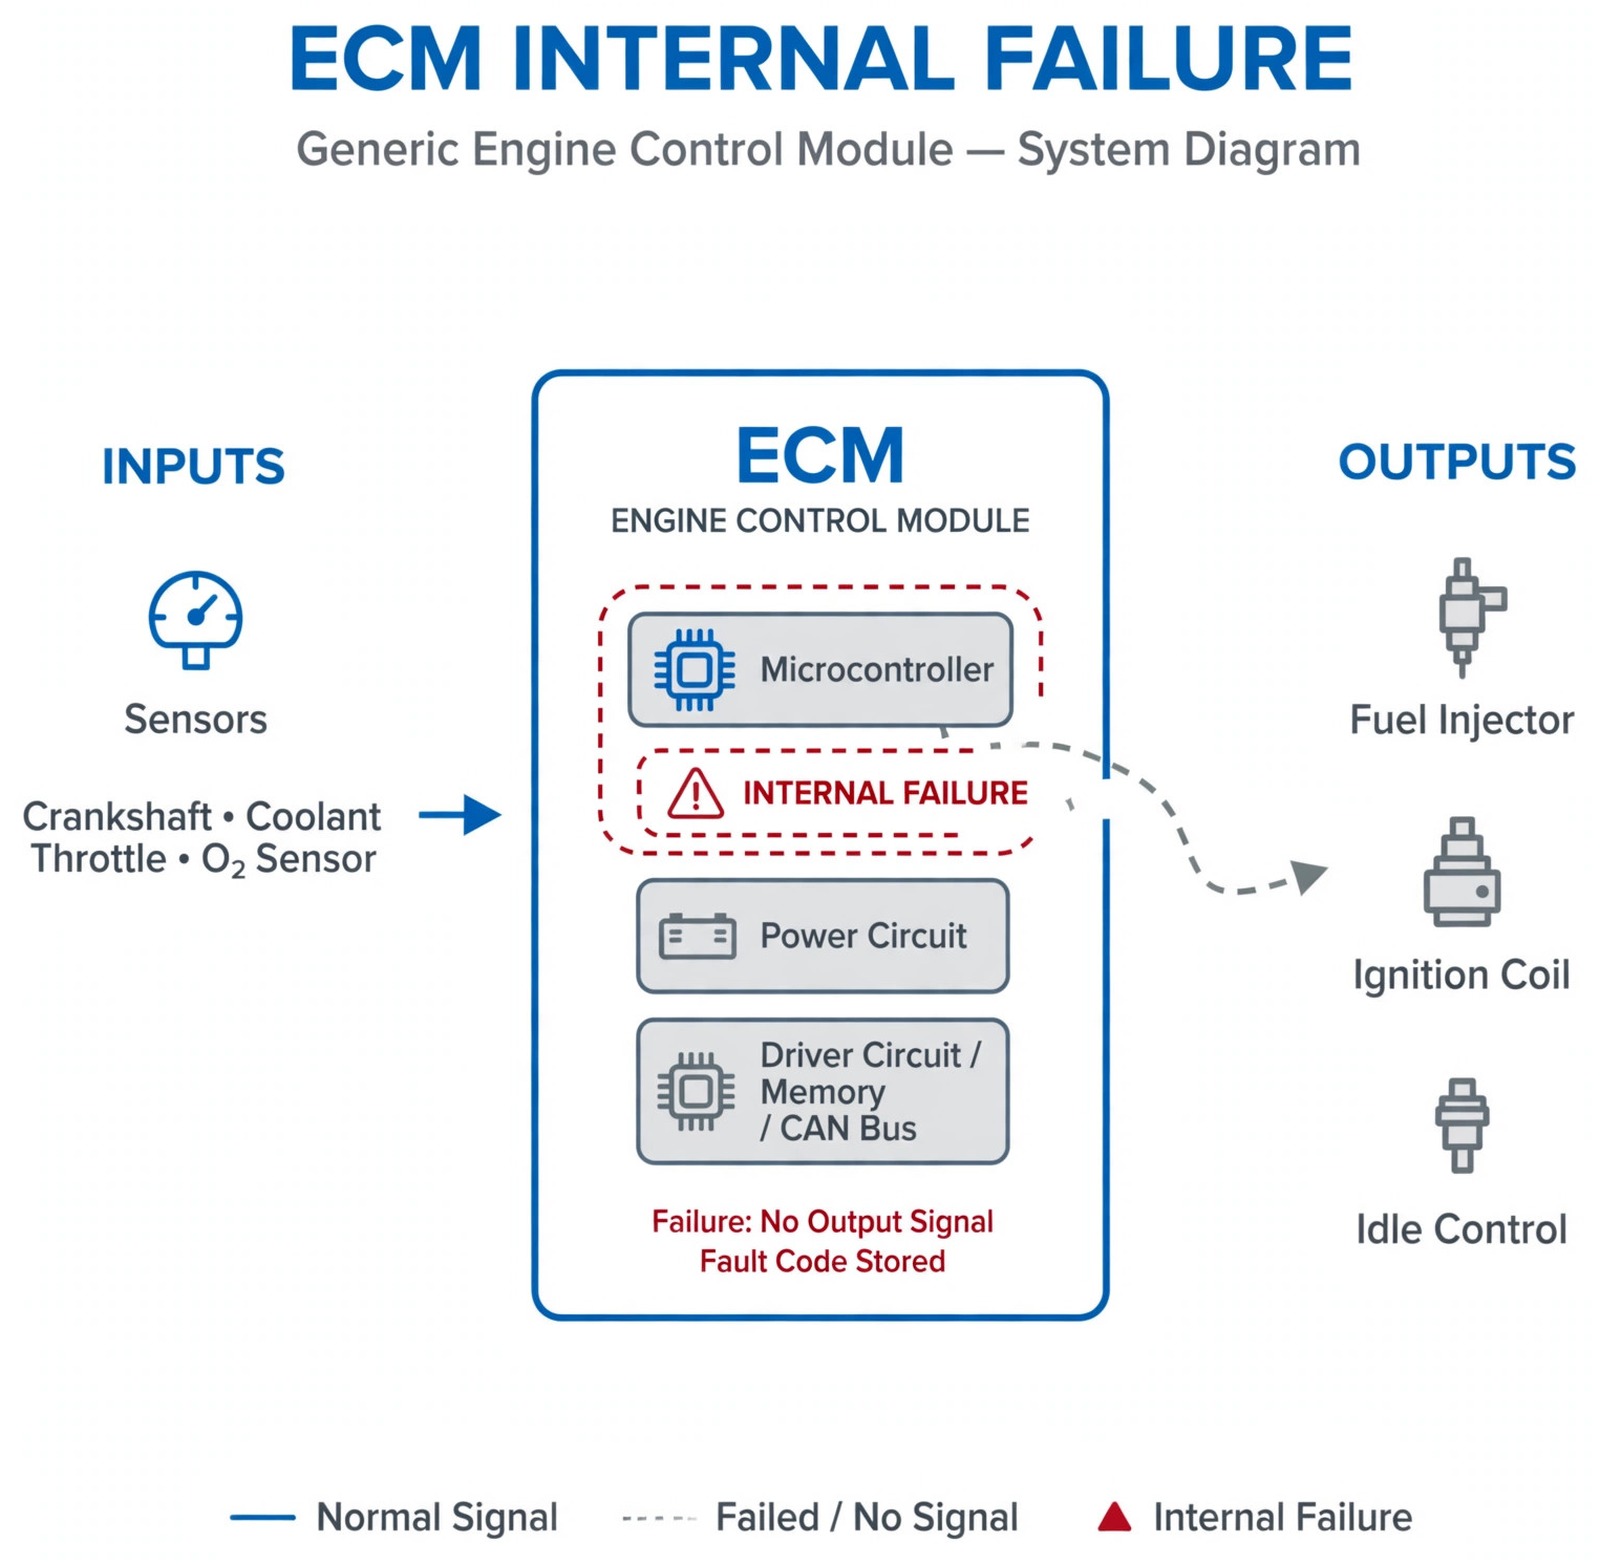 ECM INTERNAL FAILURE
Generic Engine Control Module — System Diagram
INPUTS
Sensors
Crankshaft • Coolant
Throttle • O₂ Sensor
ECM
ENGINE CONTROL MODULE
Microcontroller
INTERNAL FAILURE
Power Circuit
Driver Circuit /
Memory
/ CAN Bus
Failure: No Output Signal
Fault Code Stored
OUTPUTS
Fuel Injector
Ignition Coil
Idle Control
Normal Signal
Failed / No Signal
Internal Failure